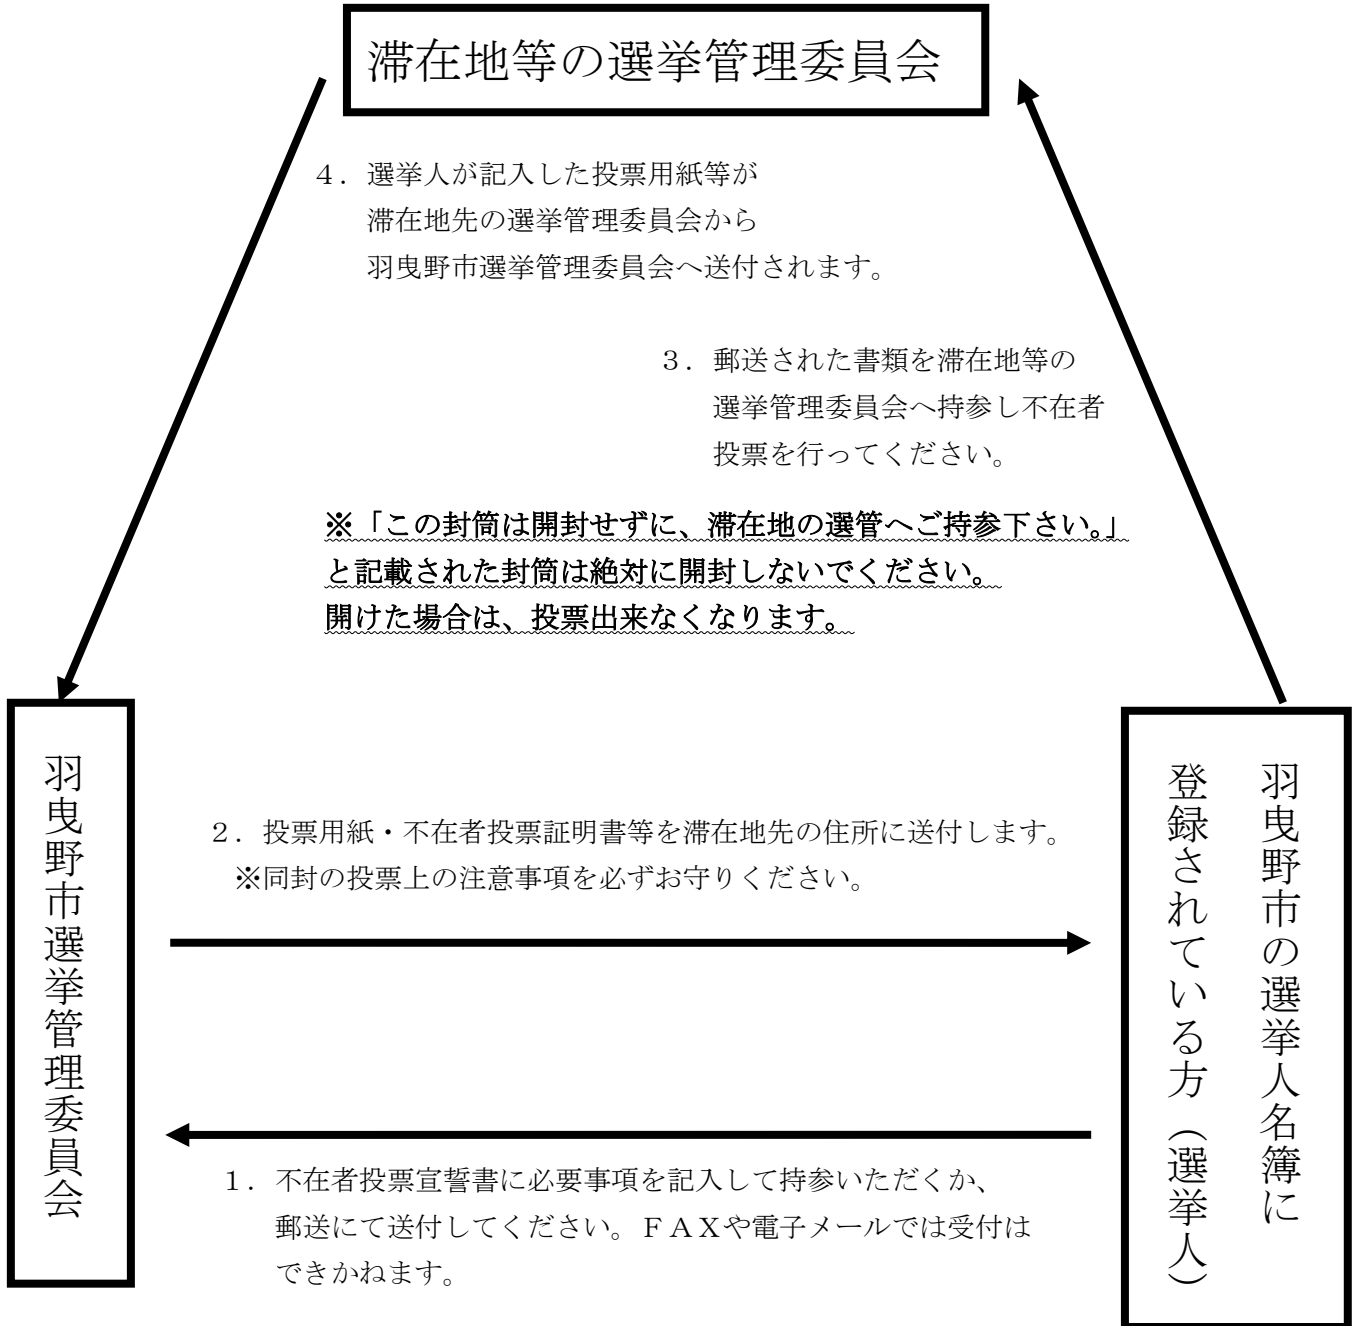 滞在地等の選挙管理委員会
４．選挙人が記入した投票用紙等が
滞在地先の選挙管理委員会から
羽曳野市選挙管理委員会へ送付されます。
３．郵送された書類を滞在地等の
選挙管理委員会へ持参し不在者
投票を行ってください。
※「この封筒は開封せずに、滞在地の選管へご持参下さい。」
と記載された封筒は絶対に開封しないでください。
開けた場合は、投票出来なくなります。
羽曳野市選挙管理委員会
２．投票用紙・不在者投票証明書等を滞在地先の住所に送付します。
※同封の投票上の注意事項を必ずお守りください。
羽曳野市の選挙人名簿に
登録されている方（選挙人）
１．不在者投票宣誓書に必要事項を記入して持参いただくか、
郵送にて送付してください。ＦＡＸや電子メールでは受付は
できかねます。